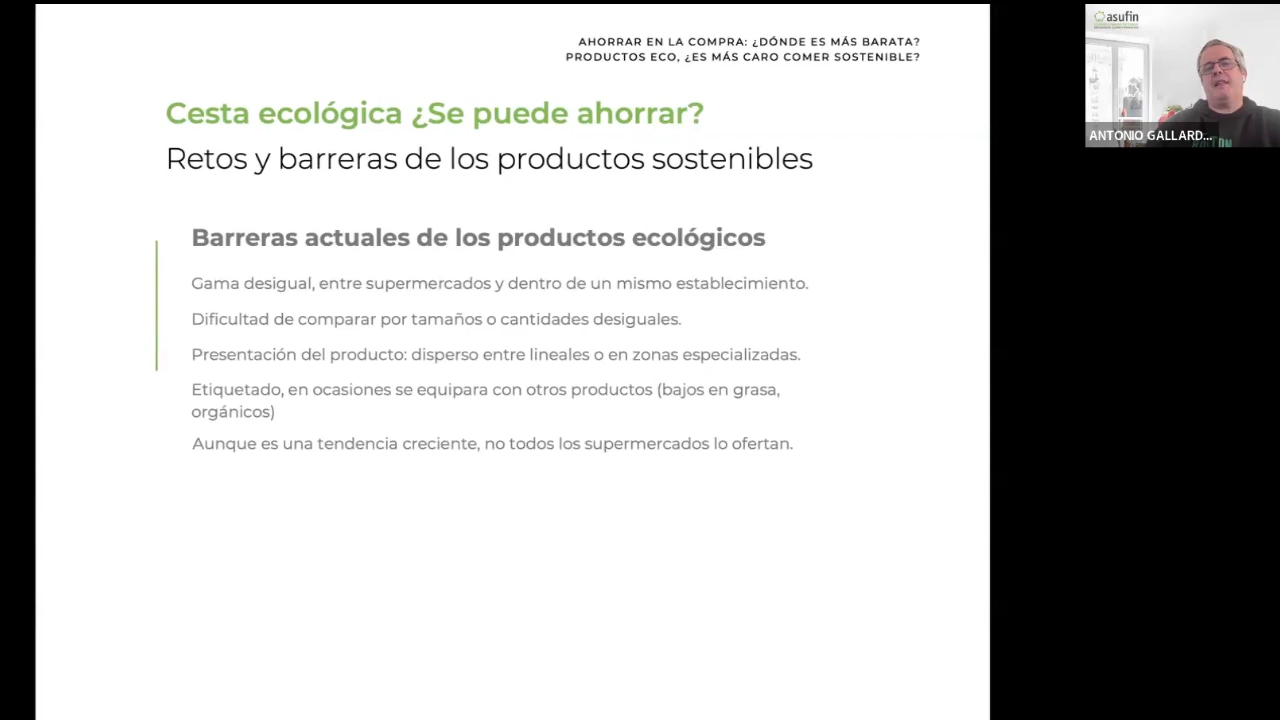 AHORRAR EN LA COMPRA: ¿DÓNDE ES MÁS BARATA?
PRODUCTOS ECO, ¿ES MÁS CARO COMER SOSTENIBLE?
Cesta ecológica ¿Se puede ahorrar?
Retos y barreras de los productos sostenibles
Barreras actuales de los productos ecológicos
Gama desigual, entre supermercados y dentro de un mismo establecimiento.
Dificultad de comparar por tamaños o cantidades desiguales.
Presentación del producto: disperso entre lineales o en zonas especializadas.
Etiquetado, en ocasiones se equipara con otros productos (bajos en grasa,
orgánicos)
Aunque es una tendencia creciente, no todos los supermercados lo ofertan.
asufin
ANTONIO GALLARD...